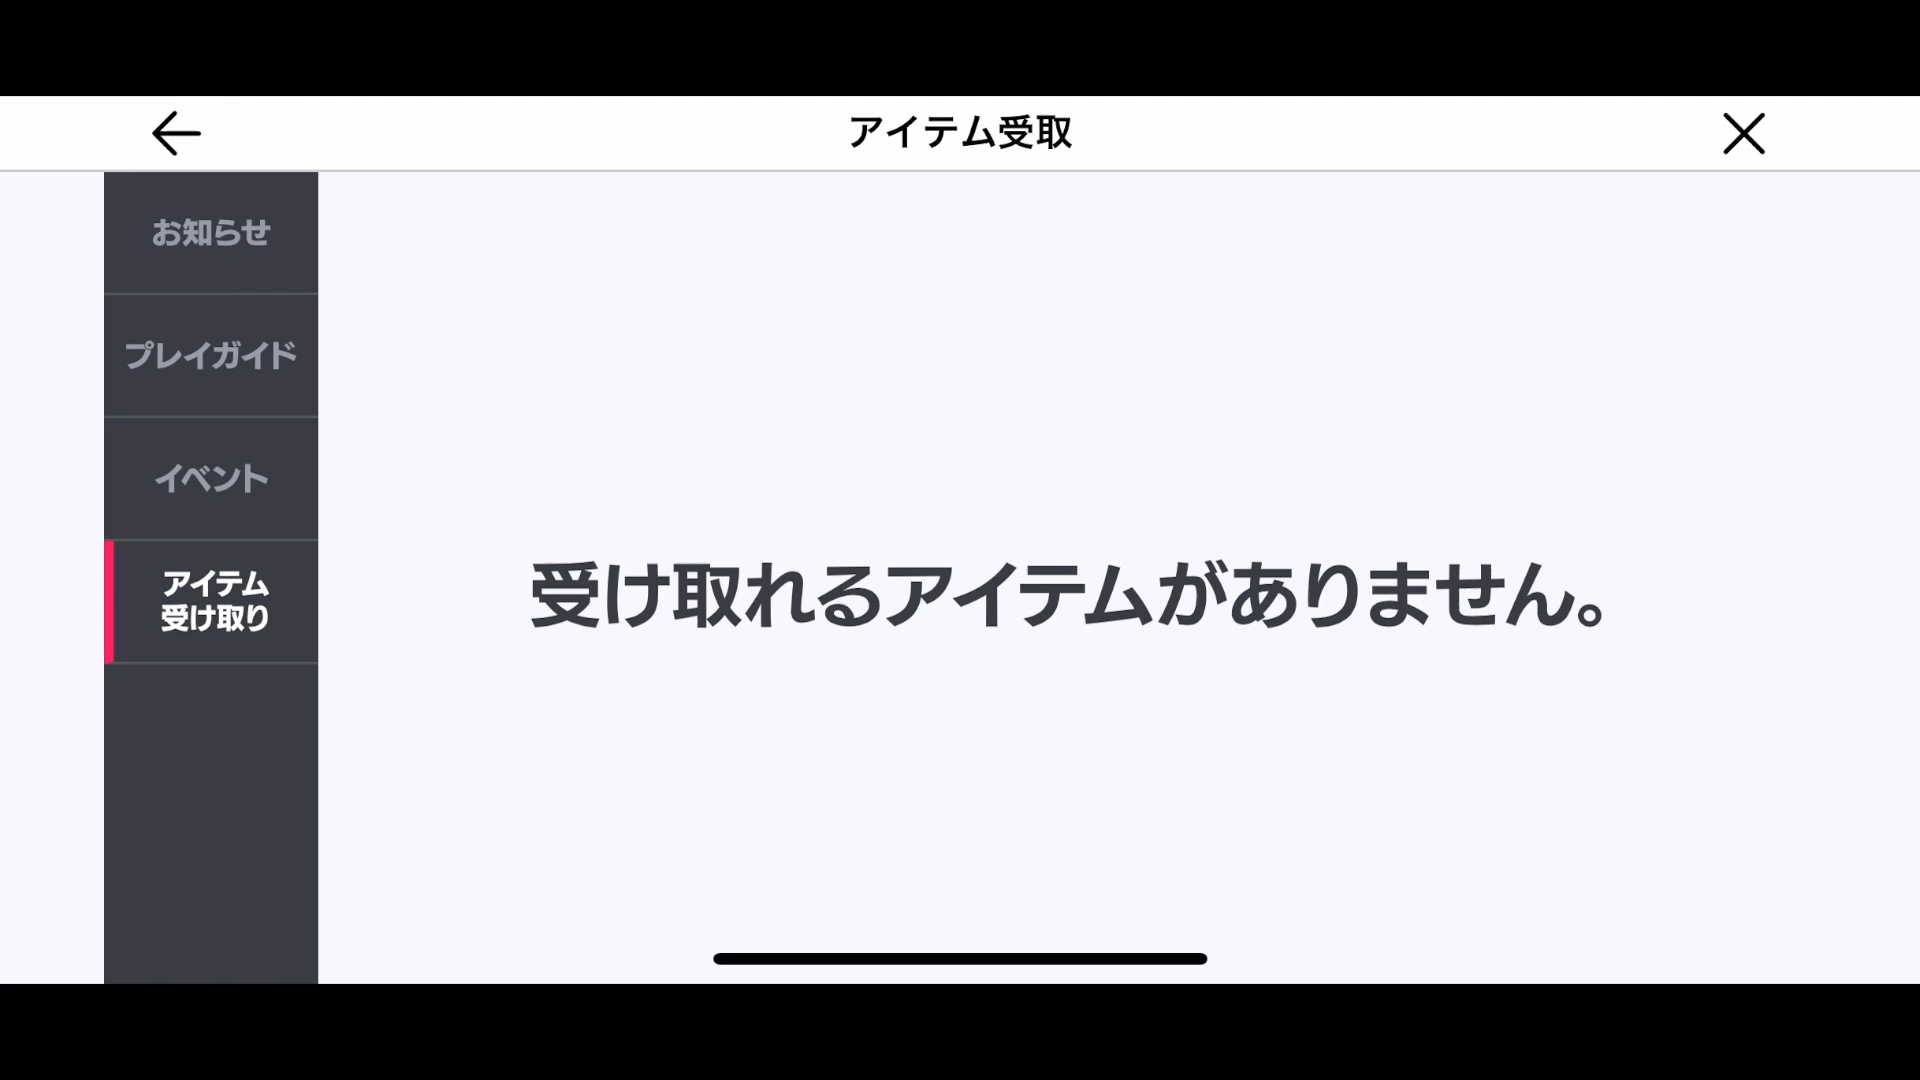 アイテム受取
お知らせ
プレイガイド
イベント
アイテム
受け取り
受け取れるアイテムがありません。